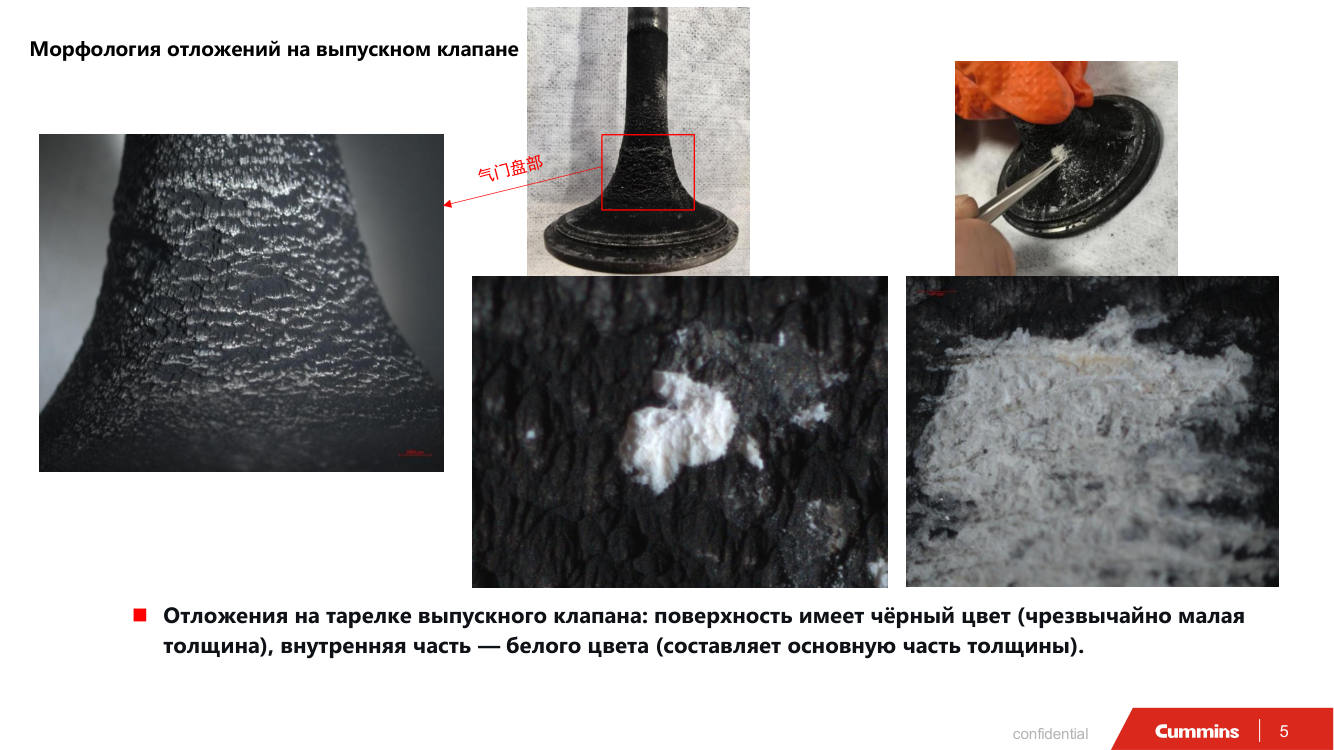 Морфология отложений на выпускном клапане
气门盘部
Отложения на тарелке выпускного клапана: поверхность имеет чёрный цвет (чрезвычайно малая
толщина), внутренняя часть — белого цвета (составляет основную часть толщины).
confidential
Cummins
5